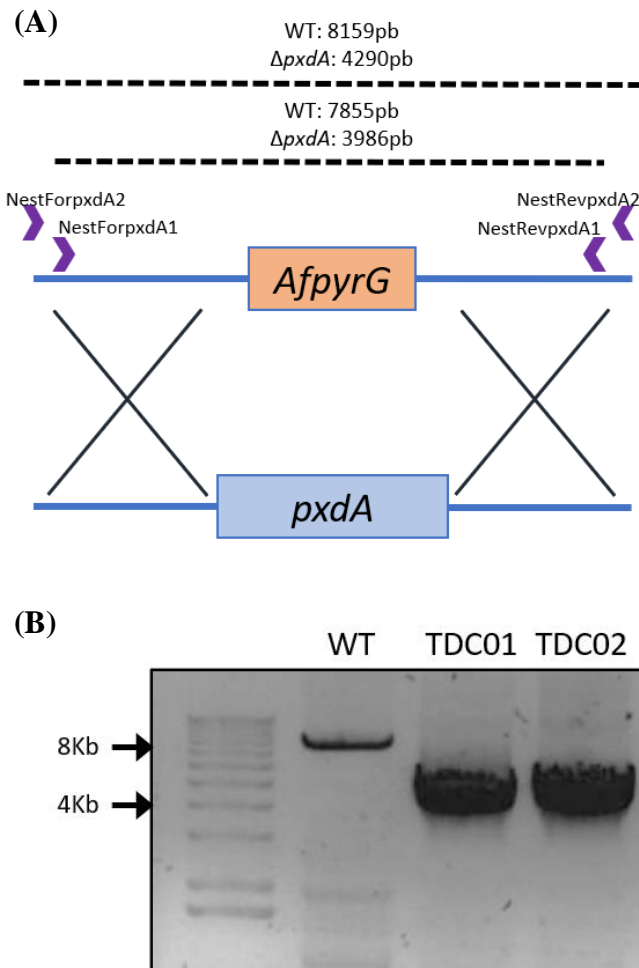 (A)
WT: 8159pb
ΔpxdA: 4290pb
WT: 7855pb
ΔpxdA: 3986pb
NestForpxdA2
NestRevpxdA2
NestForpxdA1
NestRevpxdA1
AfpyrG
pxdA
(B)
WT TDC01 TDC02
8Kb
4Kb